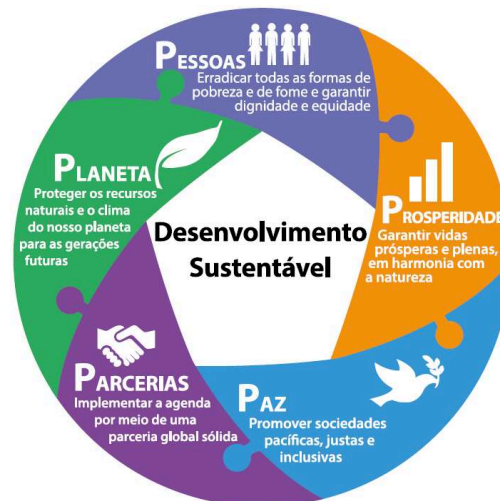 PESSOAS
Erradicar todas as formas de
pobreza e de fome e garantir
dignidade e equidade
PROSPERIDADE
Garantir vidas
prósperas e plenas,
em harmonia com
a natureza
PAZ
Promover sociedades
pacíficas, justas e
inclusivas
PARCERIAS
Implementar a agenda
por meio de uma
parceria global sólida
PLANETA
Proteger os recursos
naturais e o clima
do nosso planeta
para as gerações
futuras
Desenvolvimento
Sustentável